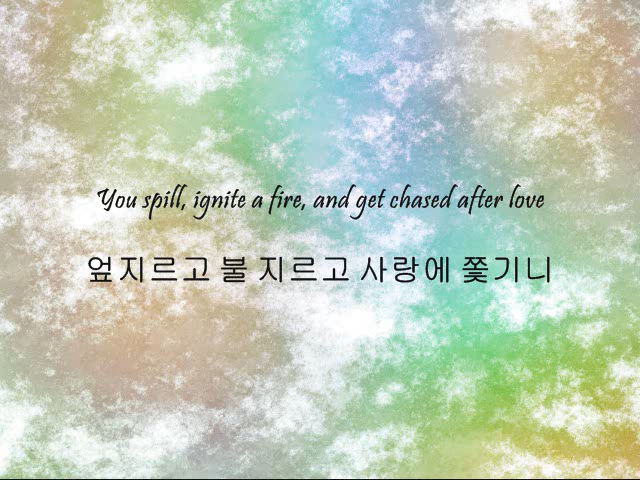 You spill, ignite a fire, and get chased after love
엎지르고 불 지르고 사랑에 쫓기니